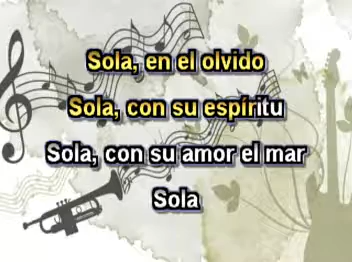 Sola, en el olvido
Sola, con su espíritu
Sola, con su amor el mar
Sola